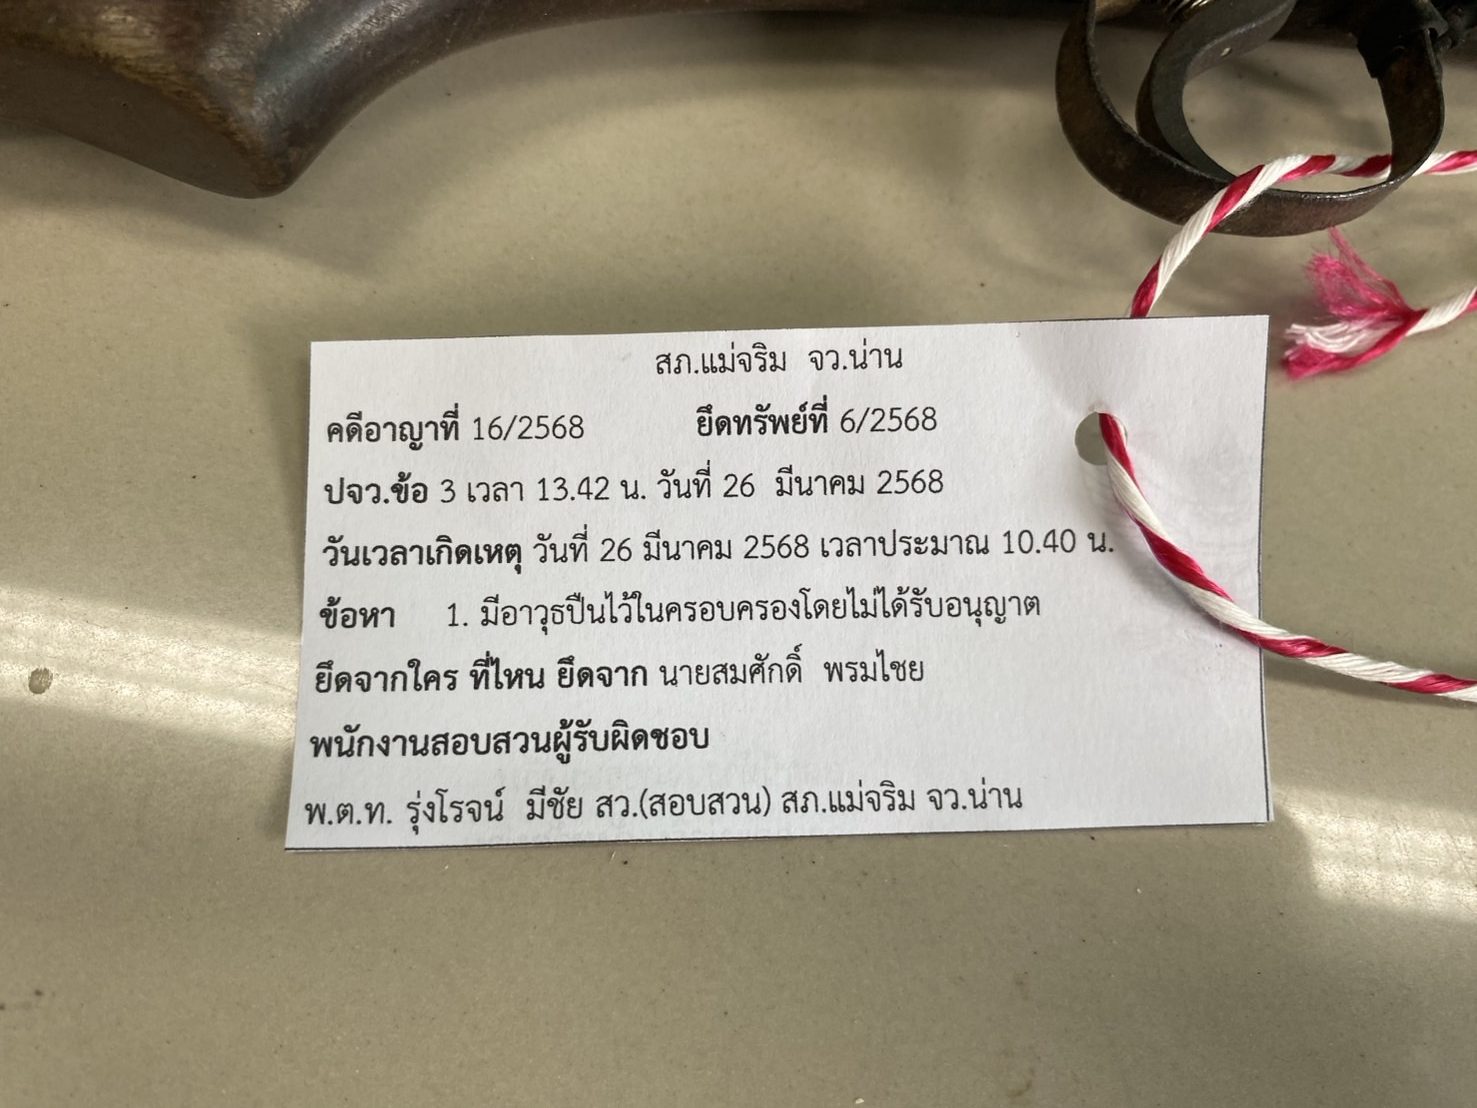 สภ.แม่จริม จว.น่าน
คดีอาญาที่ 16/2568 ยึดทรัพย์ที่ 6/2568
ปจว.ข้อ 3 เวลา 13.42 น. วันที่ 26 มีนาคม 2568
วันเวลาเกิดเหตุ วันที่ 26 มีนาคม 2568 เวลาประมาณ 10.40 น.
ข้อหา 1. มีอาวุธปืนไว้ในครอบครองโดยไม่ได้รับอนุญาต
ยึดจากใคร ที่ไหน ยึดจาก นายสมศักดิ์ พรมไชย
พนักงานสอบสวนผู้รับผิดชอบ
พ.ต.ท. รุ่งโรจน์ มีชัย สว.(สอบสวน) สภ.แม่จริม จว.น่าน